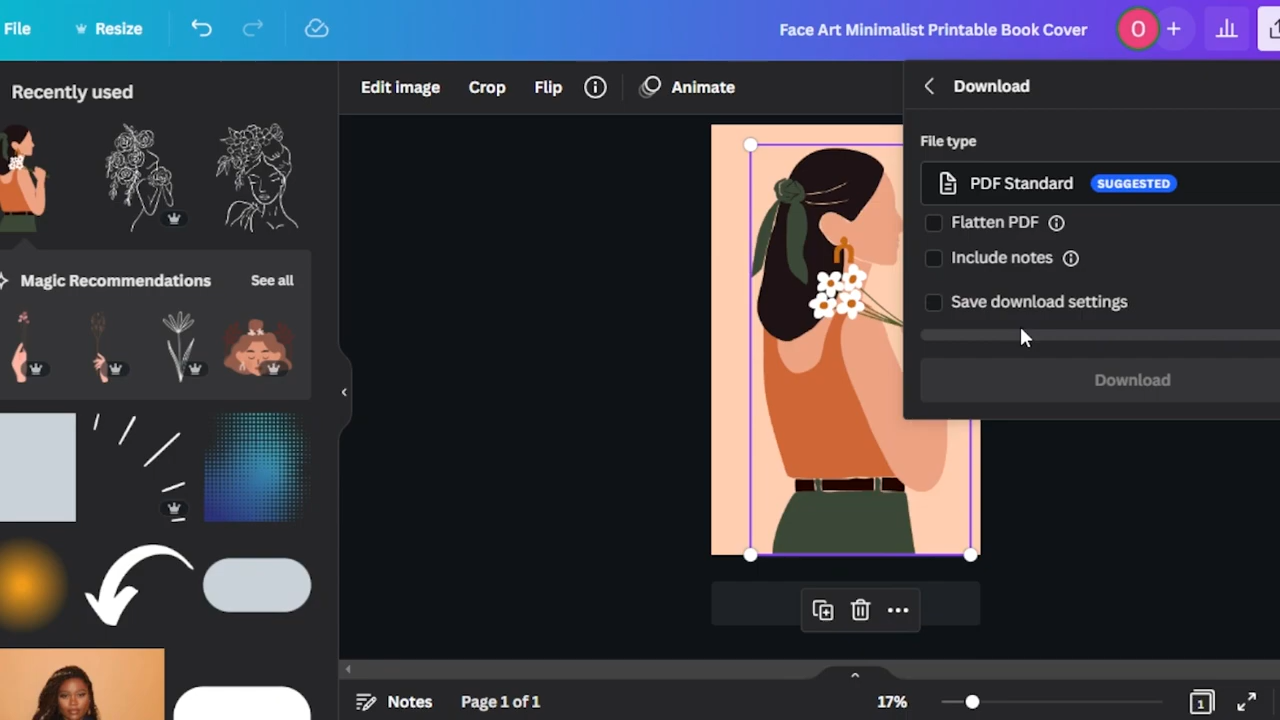 File
Resize
Face Art Minimalist Printable Book Cover
O
Recently used
Edit image
Crop
Flip
Animate
Download
File type
PDF Standard
SUGGESTED
Flatten PDF
Include notes
Save download settings
Download
Magic Recommendations
See all
Notes
Page 1 of 1
17%
1